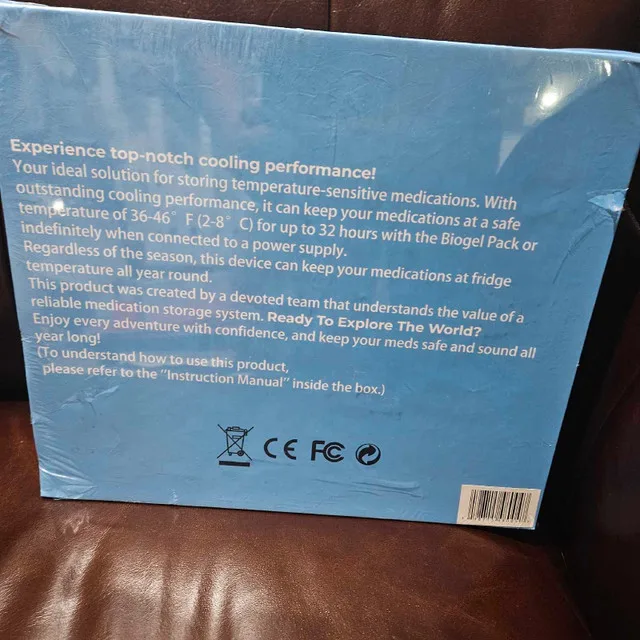 Experience top-notch cooling performance!
Your ideal solution for storing temperature-sensitive medications. With
outstanding cooling performance, it can keep your medications at a safe
temperature of 36-46° F (2-8° C) for up to 32 hours with the Biogel Pack or
indefinitely when connected to a power supply.
Regardless of the season, this device can keep your medications at fridge
temperature all year round.
This product was created by a devoted team that understands the value of a
reliable medication storage system. Ready To Explore The World?
Enjoy every adventure with confidence, and keep your meds safe and sound all
year long!
(To understand how to use this product,
please refer to the "Instruction Manual" inside the box.)
CE FC